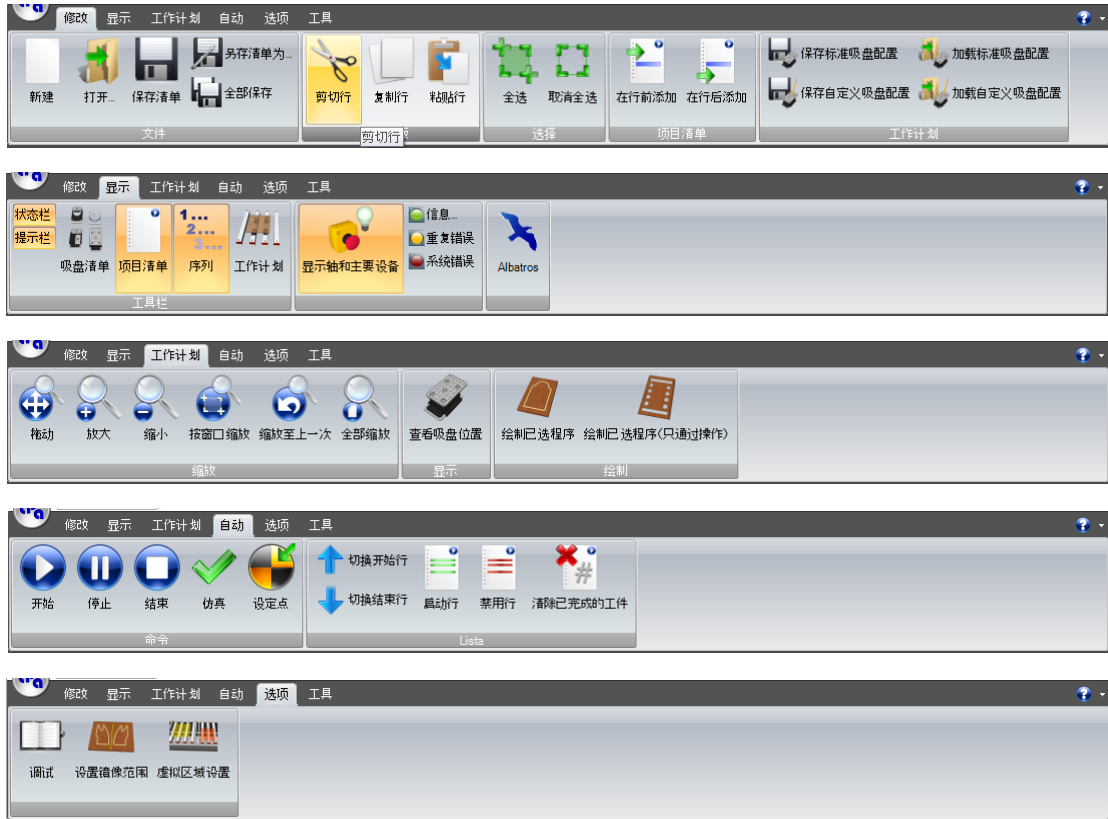 修改 显示 工作计划 自动 选项 工具
新建 打开... 保存清单 另存清单为... 全部保存 剪切行 复制行 粘贴行 全选 取消全选 在行前添加 在行后添加 保存标准吸盘配置 加载标准吸盘配置
保存自定义吸盘配置 加载自定义吸盘配置
文件 剪切行 选择 项目清单 工作计划
修改 显示 工作计划 自动 选项 工具
状态栏 提示栏 吸盘清单 项目清单 1... 2... 3... 序列 工作计划 显示轴和主要设备 信息... 重复错误 系统错误 Albatros
工具栏
修改 显示 工作计划 自动 选项 工具
拖动 放大 缩小 按窗口缩放 缩放至上一次 全部缩放 查看吸盘位置 绘制已选程序 绘制已选程序(只通过操作)
缩放 显示 绘制
修改 显示 工作计划 自动 选项 工具
开始 停止 结束 仿真 设定点 切换开始行 切换结束行 启动行 禁用行 # 清除已完成的工件
命令 Lista
修改 显示 工作计划 自动 选项 工具
调试 设置镜像范围 虚拟区域设置